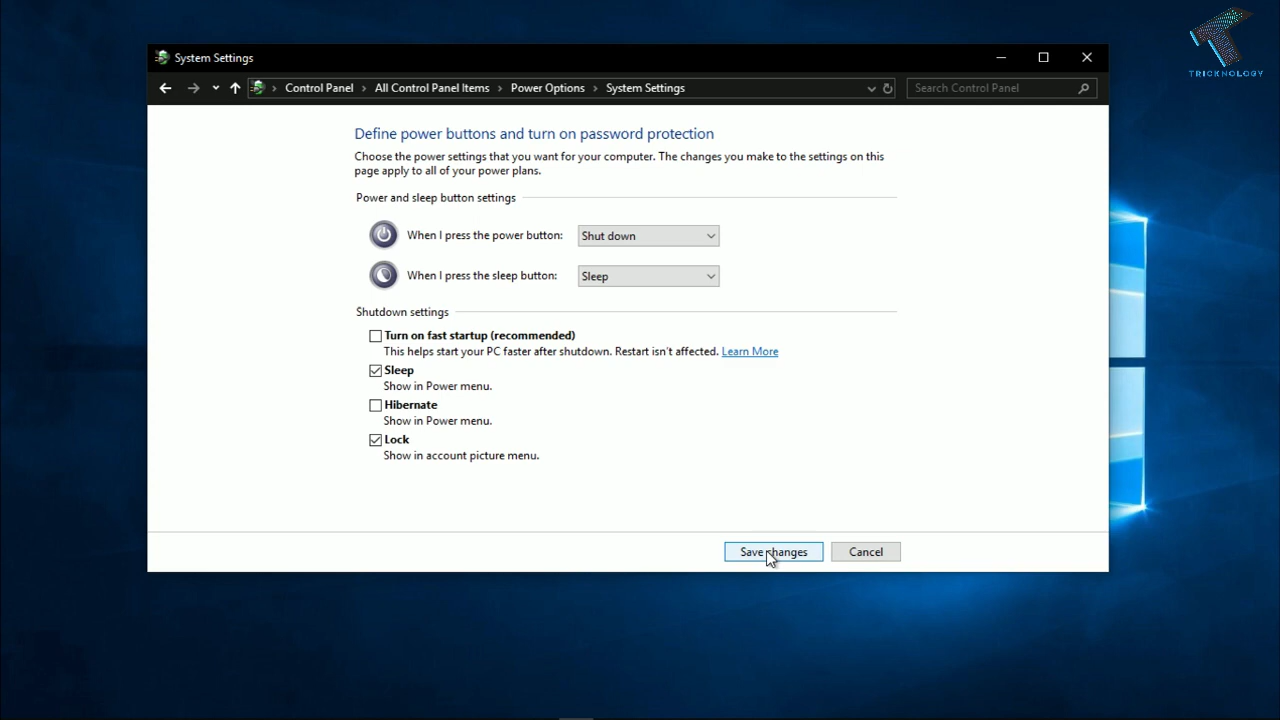 TRICKNOLOGY
System Settings
Control Panel > All Control Panel Items > Power Options > System Settings
Search Control Panel
Define power buttons and turn on password protection
Choose the power settings that you want for your computer. The changes you make to the settings on this
page apply to all of your power plans.
Power and sleep button settings
When I press the power button: Shut down
When I press the sleep button: Sleep
Shutdown settings
Turn on fast startup (recommended)
This helps start your PC faster after shutdown. Restart isn't affected. Learn More
Sleep
Show in Power menu.
Hibernate
Show in Power menu.
Lock
Show in account picture menu.
Save changes Cancel